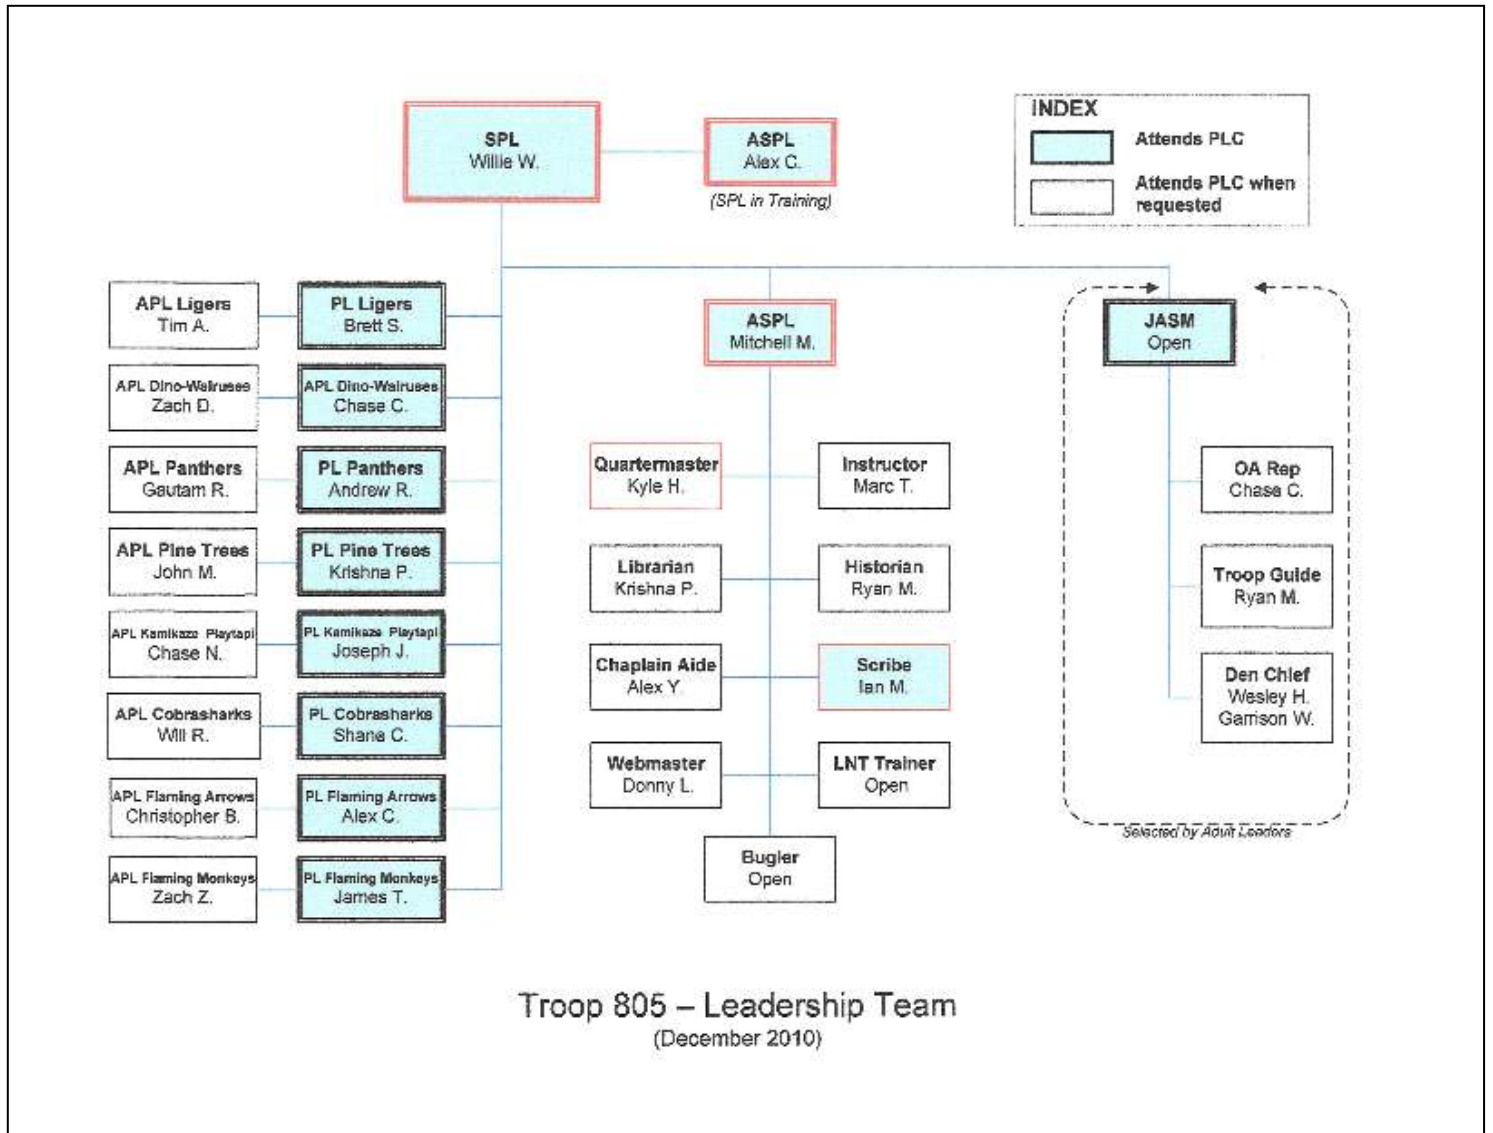 SPL
Willie W.
ASPL
Alex C.
(SPL in Training)
INDEX
Attends PLC
Attends PLC when
requested
APL Ligers
Tim A.
PL Ligers
Brett S.
ASPL
Mitchell M.
JASM
Open
APL Dino-Walruses
Zach D.
APL Dino-Walruses
Chase C.
APL Panthers
Gautam R.
PL Panthers
Andrew R.
Quartermaster
Kyle H.
Instructor
Marc T.
OA Rep
Chase C.
APL Pine Trees
John M.
PL Pine Trees
Krishna P.
Librarian
Krishna P.
Historian
Ryan M.
Troop Guide
Ryan M.
APL Kamikaze Playtapi
Chase N.
PL Kamikaze Playtapi
Joseph J.
Chaplain Aide
Alex Y.
Scribe
Ian M.
Den Chief
Wesley H.
Garrison W.
APL Cobrasharks
Will R.
PL Cobrasharks
Shane C.
Webmaster
Donny L.
LNT Trainer
Open
APL Flaming Arrows
Christopher B.
PL Flaming Arrows
Alex C.
Selected by Adult Leaders
Bugler
Open
APL Flaming Monkeys
Zach Z.
PL Flaming Monkeys
James T.
Troop 805 – Leadership Team
(December 2010)